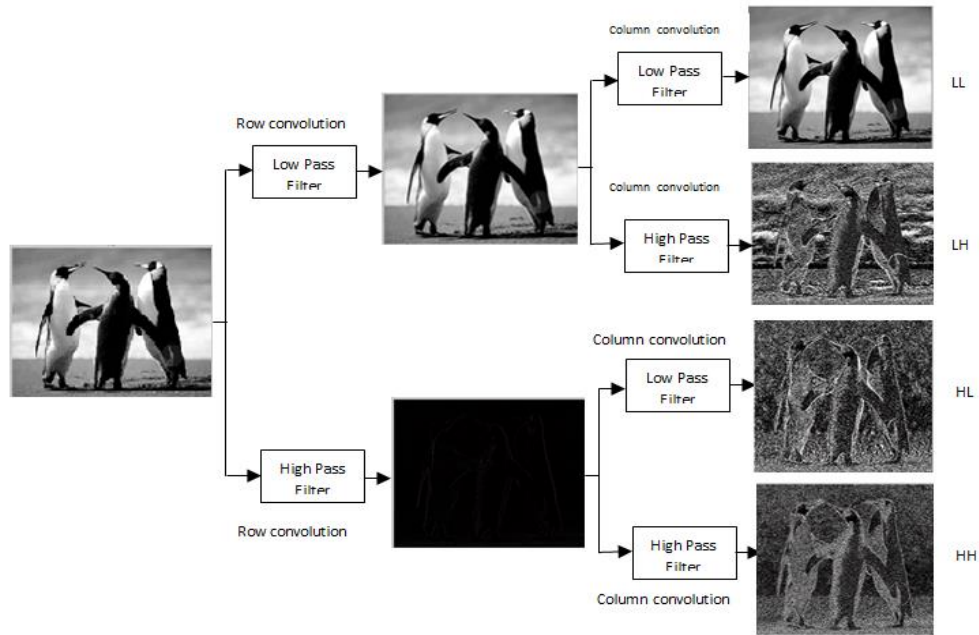 Column convolution
Low Pass
Filter
LL
Row convolution
Low Pass
Filter
Column convolution
High Pass
Filter
LH
Column convolution
Low Pass
Filter
HL
High Pass
Filter
Row convolution
High Pass
Filter
HH
Column convolution